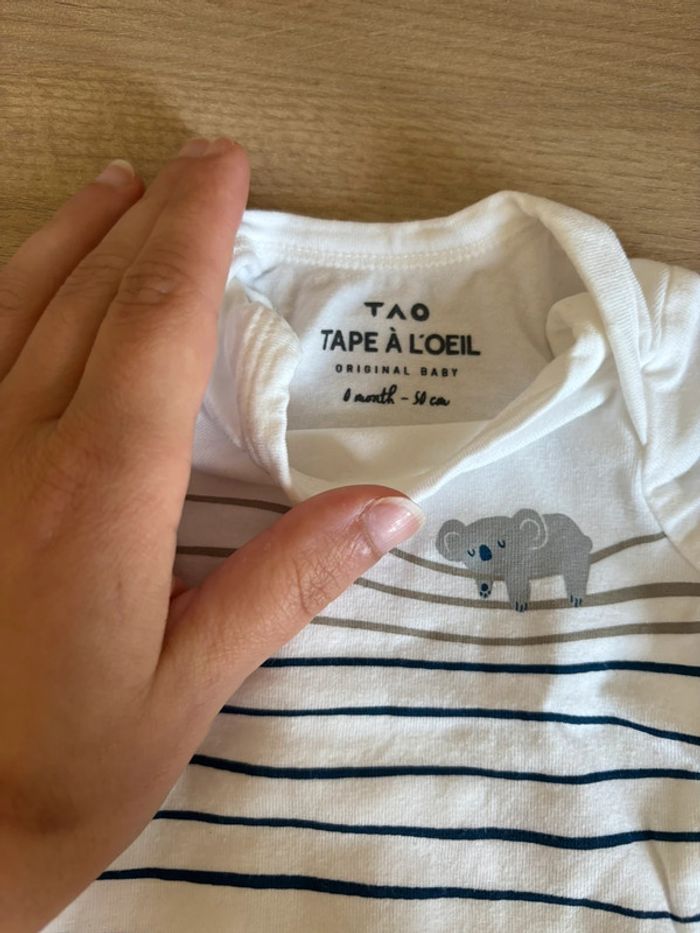 TAO
TAPE À L'OEIL
ORIGINAL BABY
0 month - 50 cm